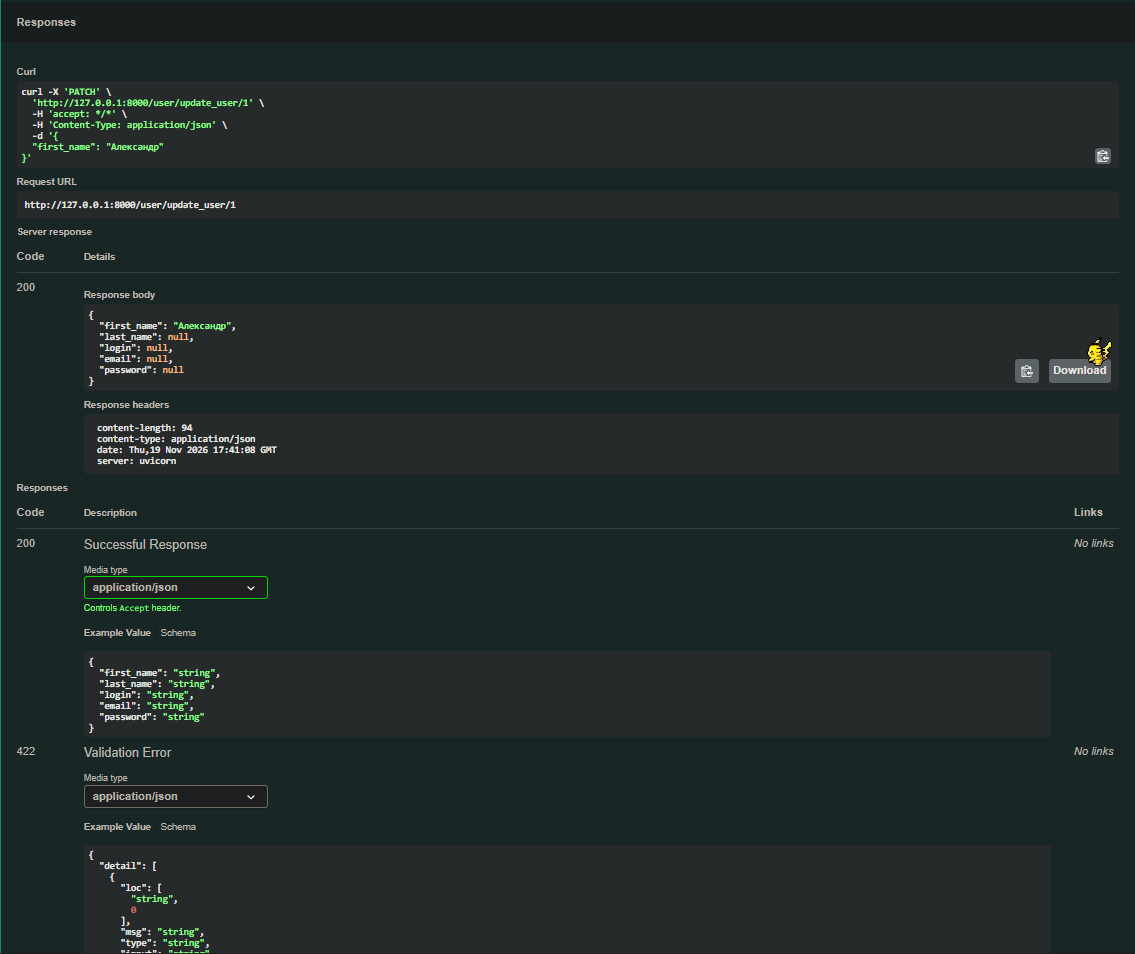 Responses
Curl
curl -X 'PATCH' \
  'http://127.0.0.1:8000/user/update_user/1' \
  -H 'accept: */*' \
  -H 'Content-Type: application/json' \
  -d '{
  "first_name": "Александр"
}'
Request URL
http://127.0.0.1:8000/user/update_user/1
Server response
Code Details
200
Response body
{
  "first_name": "Александр",
  "last_name": null,
  "login": null,
  "email": null,
  "password": null
}
Download
Response headers
content-length: 94
content-type: application/json
date: Thu,19 Nov 2026 17:41:08 GMT
server: uvicorn
Responses
Code Description Links
200 Successful Response No links
Media type
application/json
Controls Accept header.
Example Value Schema
{
  "first_name": "string",
  "last_name": "string",
  "login": "string",
  "email": "string",
  "password": "string"
}
422 Validation Error No links
Media type
application/json
Example Value Schema
{
  "detail": [
    {
      "loc": [
        "string",
        0
      ],
      "msg": "string",
      "type": "string",